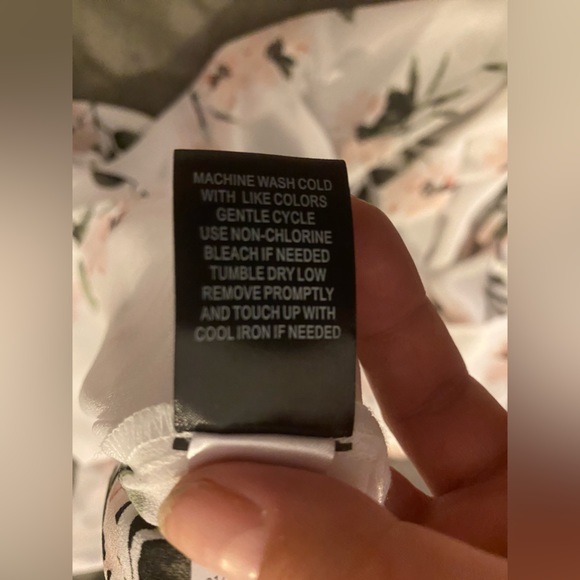 MACHINE WASH COLD
WITH LIKE COLORS
GENTLE CYCLE
USE NON-CHLORINE
BLEACH IF NEEDED
TUMBLE DRY LOW
REMOVE PROMPTLY
AND TOUCH UP WITH
COOL IRON IF NEEDED